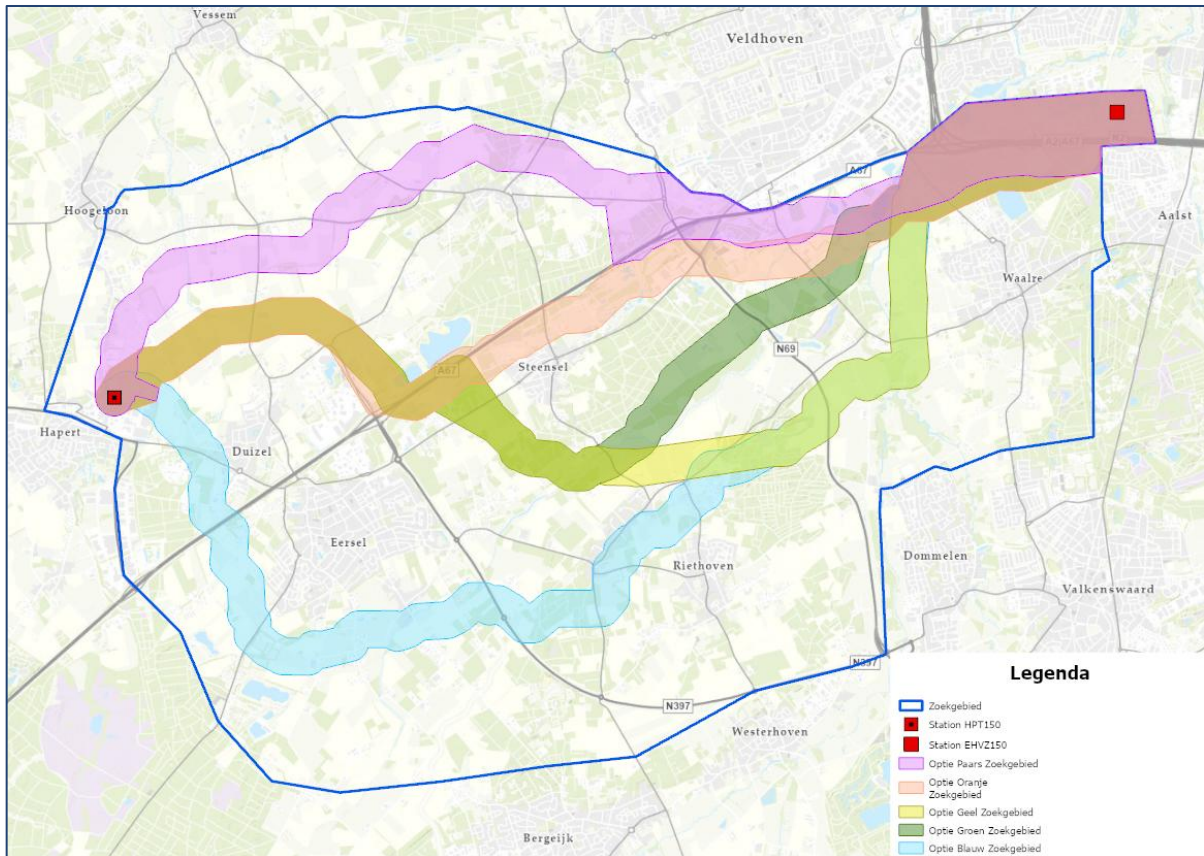 Vessem
Veldhoven
A67
Hoogeloon
Aalst
Waalre
N69
A67
Steensel
Hapert
Duizel
Eersel
Riethoven
Dommelen
Valkenswaard
N397
N397
Westerhoven
Bergeijk
Legenda
Zoekgebied
Station HPT150
Station EHVZ150
Optie Paars Zoekgebied
Optie Oranje
Zoekgebied
Optie Geel Zoekgebied
Optie Groen Zoekgebied
Optie Blauw Zoekgebied